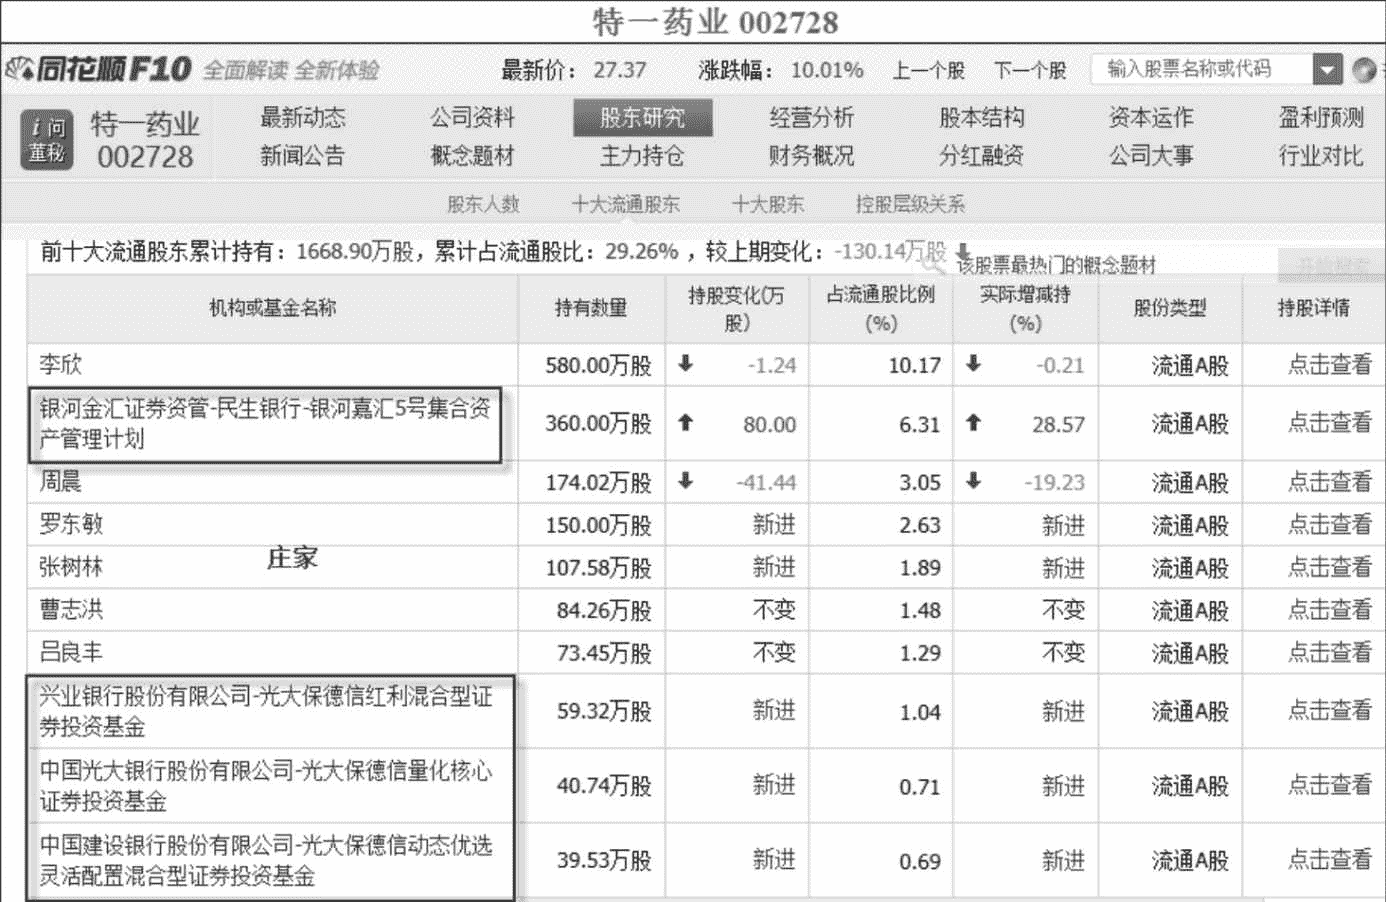 特一药业 002728
同花顺F10 全面解读 全新体验 最新价： 27.37 涨跌幅： 10.01% 上一个股 下一个股 输入股票名称或代码
i问董秘 特一药业 002728
最新动态 公司资料 股东研究 经营分析 股本结构 资本运作 盈利预测
新闻公告 概念题材 主力持仓 财务概况 分红融资 公司大事 行业对比
股东人数 十大流通股东 十大股东 控股层级关系
前十大流通股东累计持有：1668.90万股，累计占流通股比：29.26%，较上期变化：-130.14万股
该股票最热门的概念题材
机构或基金名称 持有数量 持股变化(万股) 占流通股比例(%) 实际增减持(%) 股份类型 持股详情
李欣 580.00万股 -1.24 10.17 -0.21 流通A股 点击查看
银河金汇证券资管-民生银行-银河嘉汇5号集合资
产管理计划 360.00万股 80.00 6.31 28.57 流通A股 点击查看
周晨 174.02万股 -41.44 3.05 -19.23 流通A股 点击查看
罗东敏 150.00万股 新进 2.63 新进 流通A股 点击查看
庄家
张树林 107.58万股 新进 1.89 新进 流通A股 点击查看
曹志洪 84.26万股 不变 1.48 不变 流通A股 点击查看
吕良丰 73.45万股 不变 1.29 不变 流通A股 点击查看
兴业银行股份有限公司-光大保德信红利混合型证
券投资基金 59.32万股 新进 1.04 新进 流通A股 点击查看
中国光大银行股份有限公司-光大保德信量化核心
证券投资基金 40.74万股 新进 0.71 新进 流通A股 点击查看
中国建设银行股份有限公司-光大保德信动态优选
灵活配置混合型证券投资基金 39.53万股 新进 0.69 新进 流通A股 点击查看